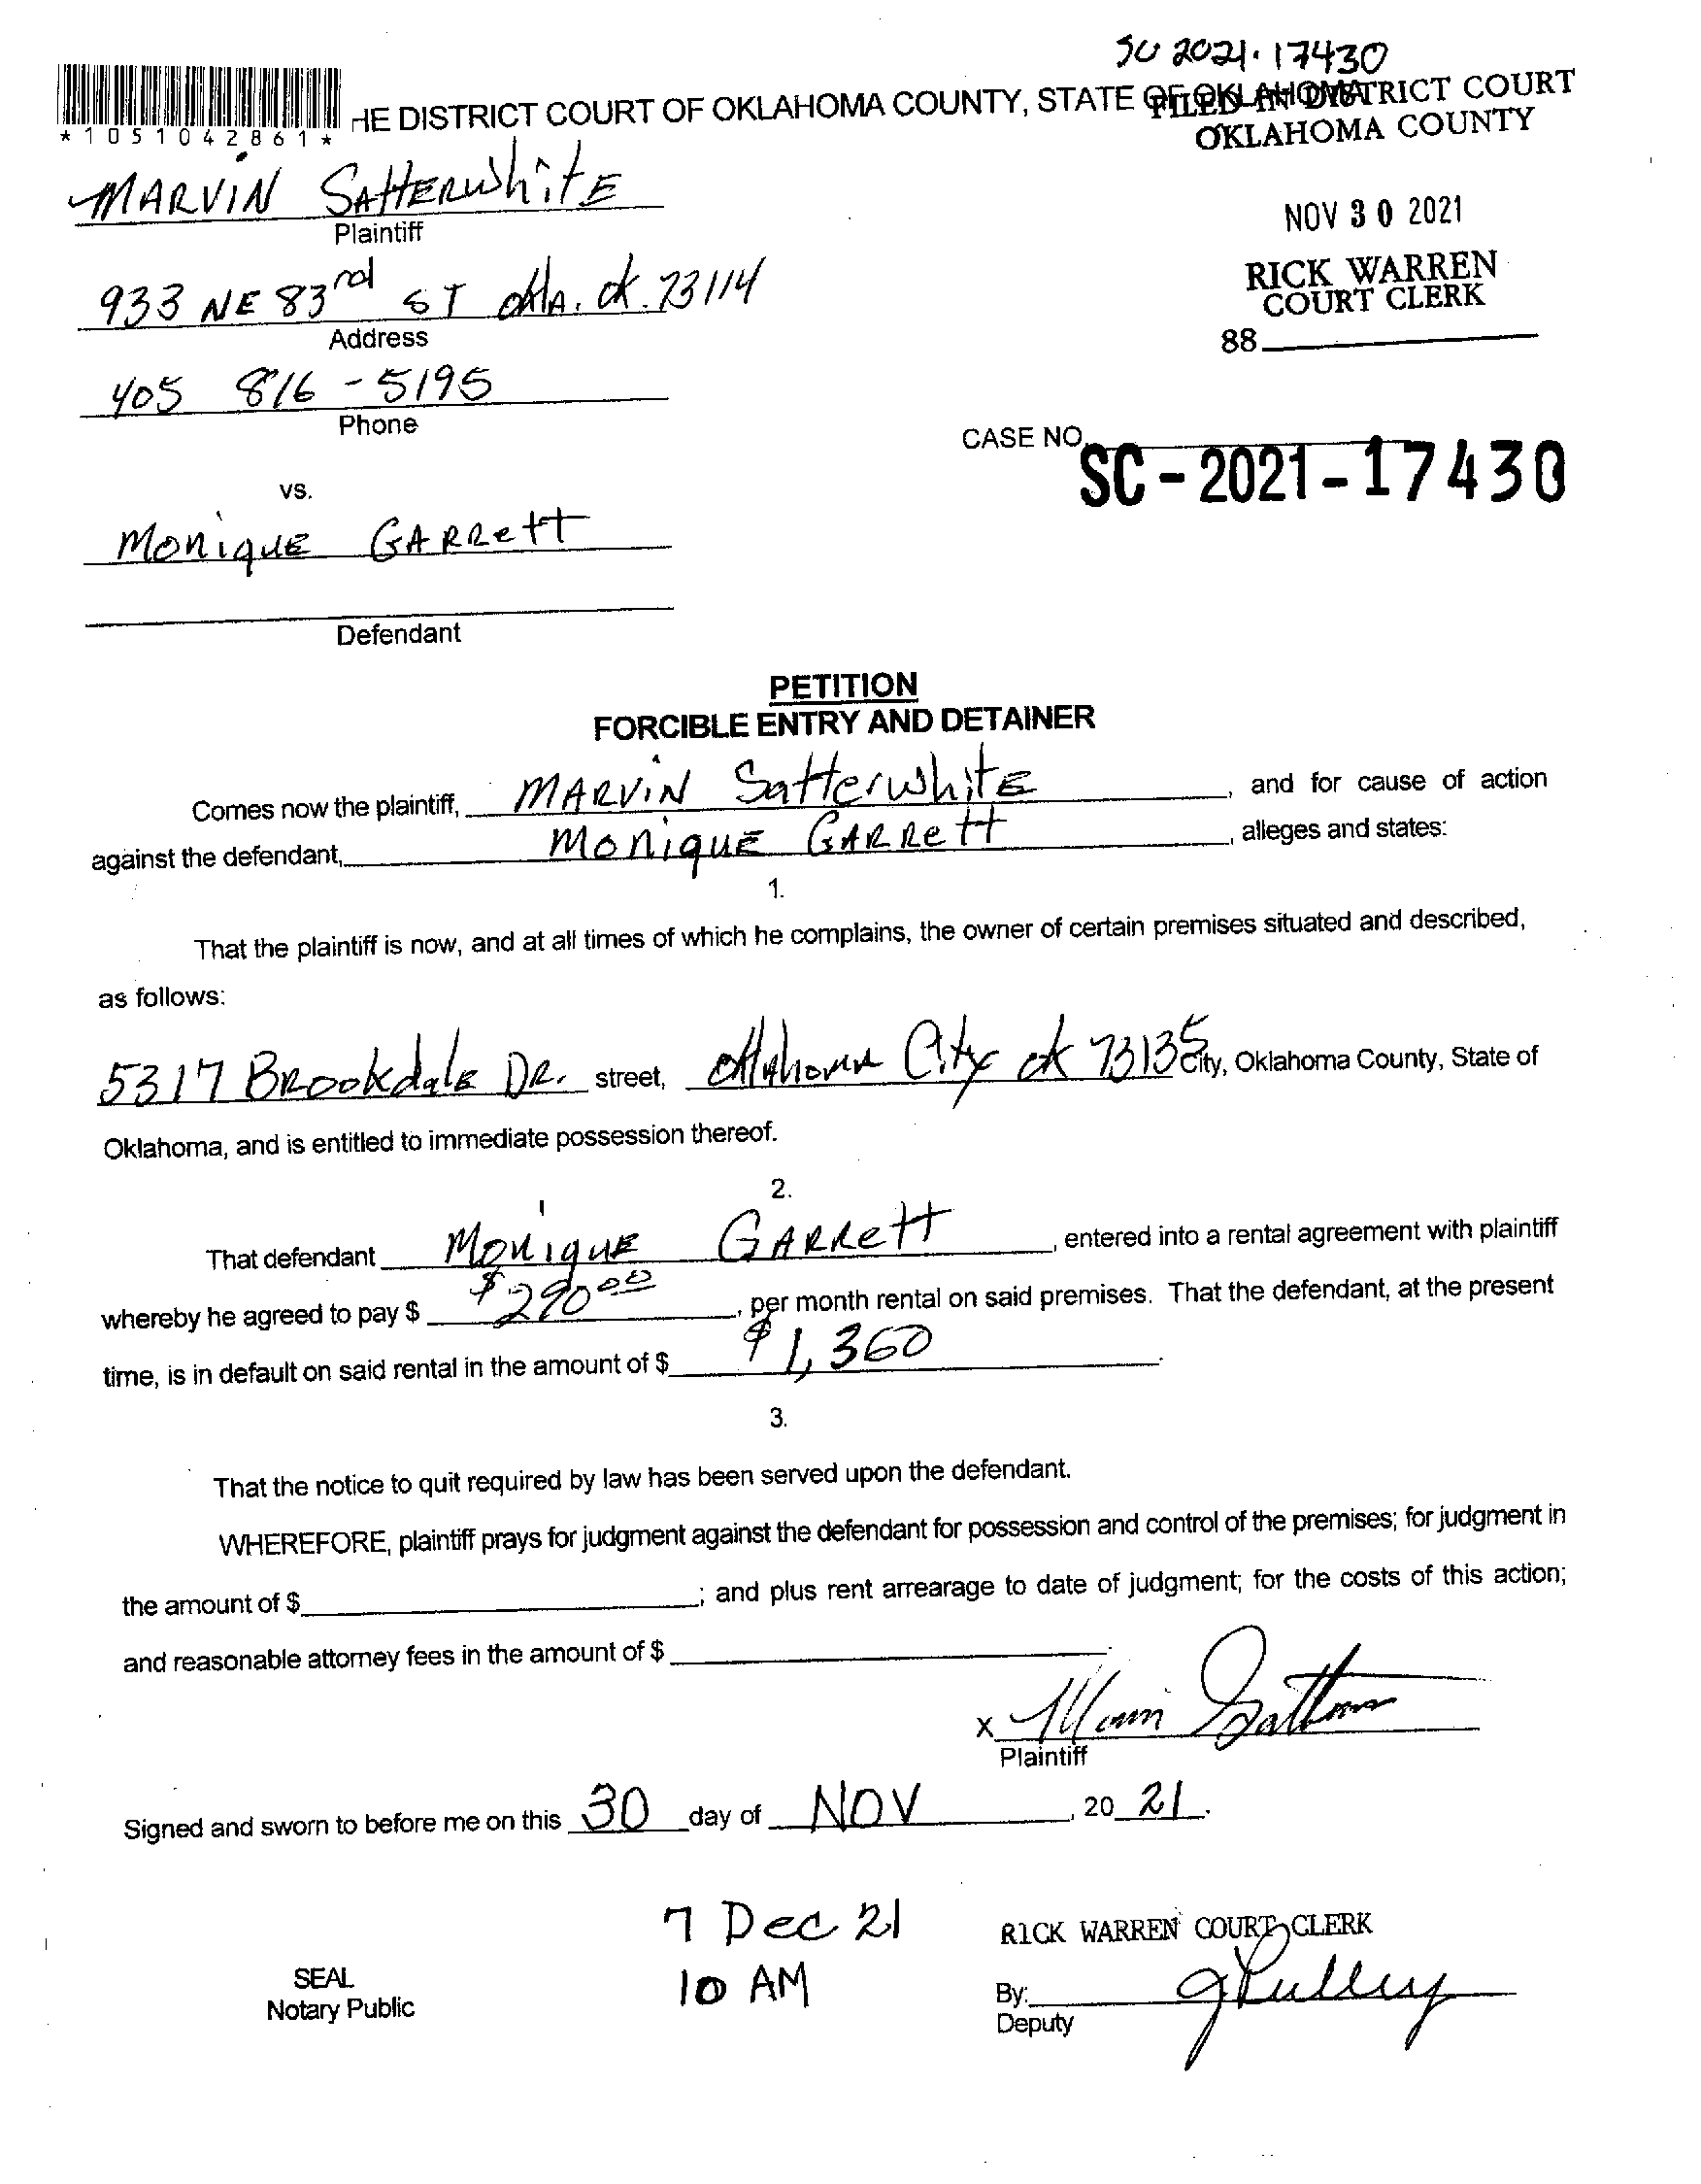 SC 2021-17430
*1051042861*
HE DISTRICT COURT OF OKLAHOMA COUNTY, STATE OF OKLAHOMA
FILED IN DISTRICT COURT
OKLAHOMA COUNTY
MARVIN SATTERWHITE
Plaintiff
NOV 30 2021
933 NE 83rd ST OKLA. OK. 73114
Address
RICK WARREN
COURT CLERK
88
405 816-5195
Phone
CASE NO. SC-2021-17430
vs.
MONIQUE GARRETT
Defendant
PETITION
FORCIBLE ENTRY AND DETAINER
Comes now the plaintiff, MARVIN SatterwhitE, and for cause of action
against the defendant, MONIQUE GARRETT, alleges and states:
1.
That the plaintiff is now, and at all times of which he complains, the owner of certain premises situated and described,
as follows:
5317 BROOKdalE DR. street, Oklahoma City ok 73135 City, Oklahoma County, State of
Oklahoma, and is entitled to immediate possession thereof.
2.
That defendant MONIQUE GARRETT, entered into a rental agreement with plaintiff
whereby he agreed to pay $ $290.00, per month rental on said premises. That the defendant, at the present
time, is in default on said rental in the amount of $ $1,360.
3.
That the notice to quit required by law has been served upon the defendant.
WHEREFORE, plaintiff prays for judgment against the defendant for possession and control of the premises; for judgment in
the amount of $; and plus rent arrearage to date of judgment; for the costs of this action;
and reasonable attorney fees in the amount of $.
X
Plaintiff
Signed and sworn to before me on this 30 day of NOV, 20 21.
7 Dec 21
10 AM
RICK WARREN COURT CLERK
SEAL
Notary Public
By:
Deputy